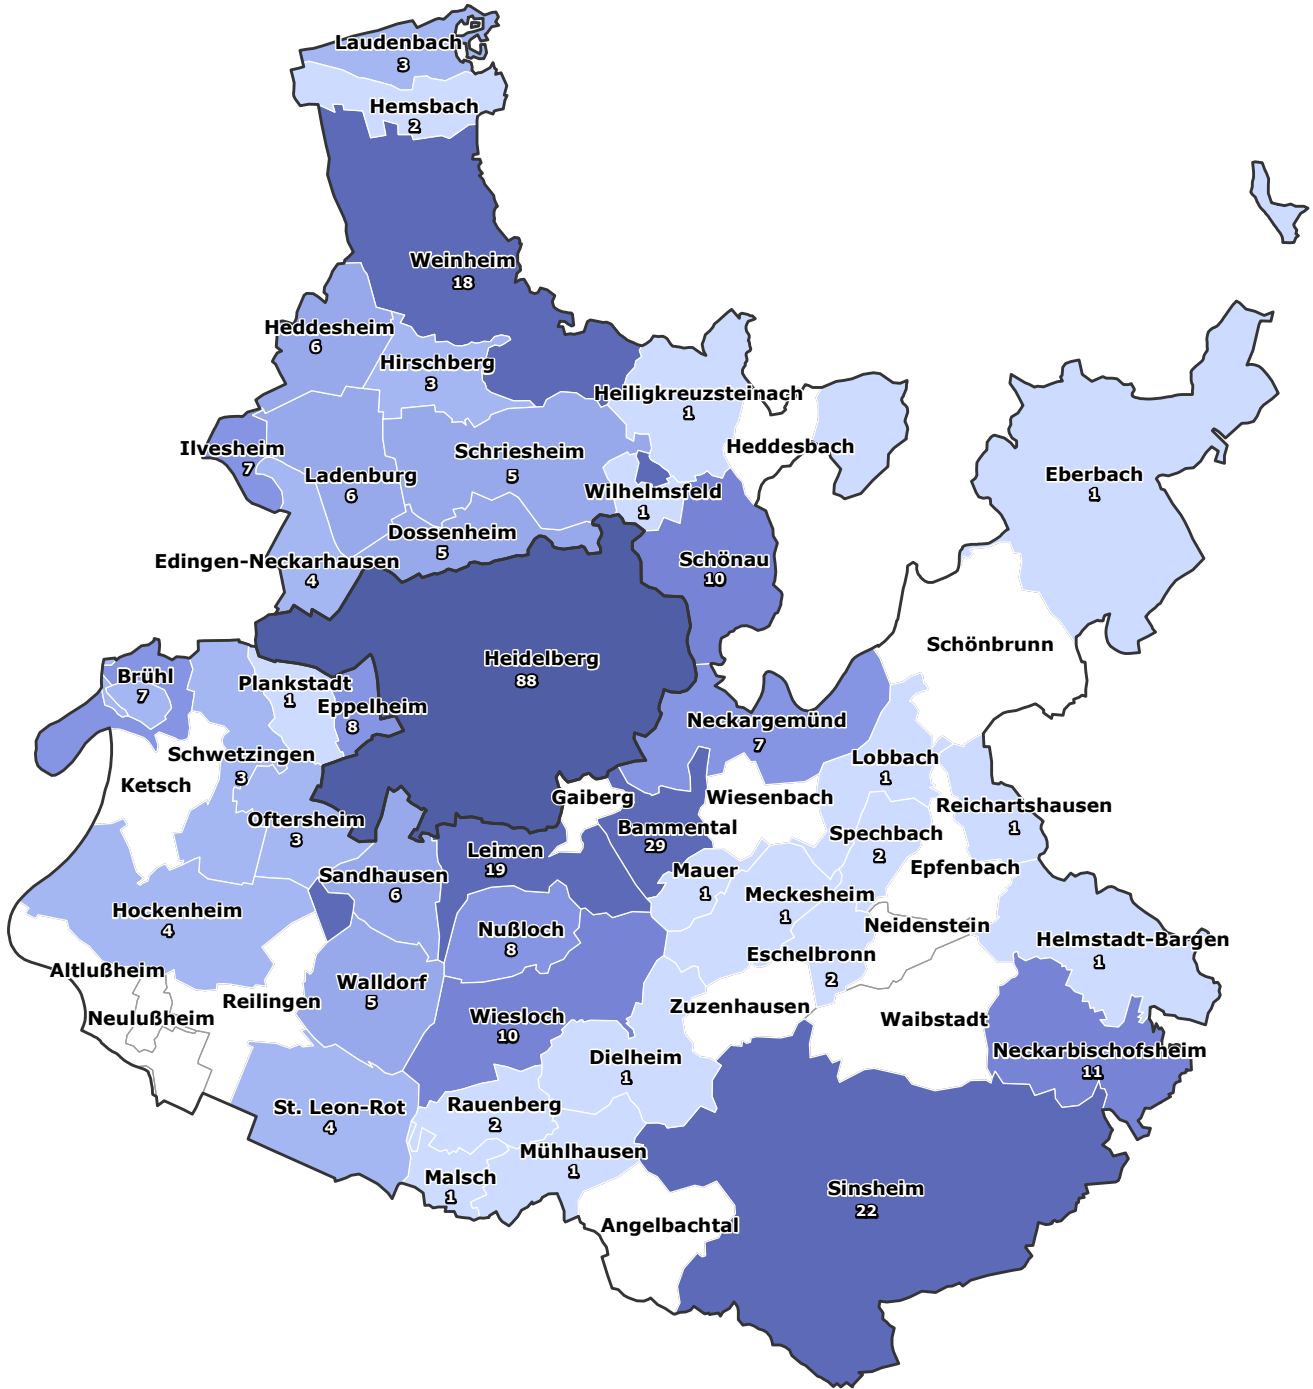 Laudenbach
3
Hemsbach
2
Weinheim
18
Heddesheim
6
Hirschberg
3
Heiligkreuzsteinach
1
Heddesbach
Ilvesheim
7
Schriesheim
5
Ladenburg
6
Eberbach
1
Wilhelmsfeld
1
Dossenheim
5
Edingen-Neckarhausen
4
Schönau
10
Schönbrunn
Heidelberg
88
Brühl
7
Plankstadt
1
Eppelheim
8
Neckargemünd
7
Schwetzingen
3
Lobbach
1
Ketsch
Gaiberg
Wiesenbach
Reichartshausen
1
Oftersheim
3
Bammental
29
Spechbach
2
Leimen
19
Epfenbach
Mauer
1
Sandhausen
6
Meckesheim
1
Hockenheim
4
Neidenstein
Nußloch
8
Helmstadt-Bargen
1
Eschelbronn
2
Altlußheim
Walldorf
5
Reilingen
Zuzenhausen
Neulußheim
Wiesloch
10
Waibstadt
Neckarbischofsheim
11
Dielheim
1
St. Leon-Rot
4
Rauenberg
2
Mühlhausen
1
Malsch
1
Sinsheim
22
Angelbachtal